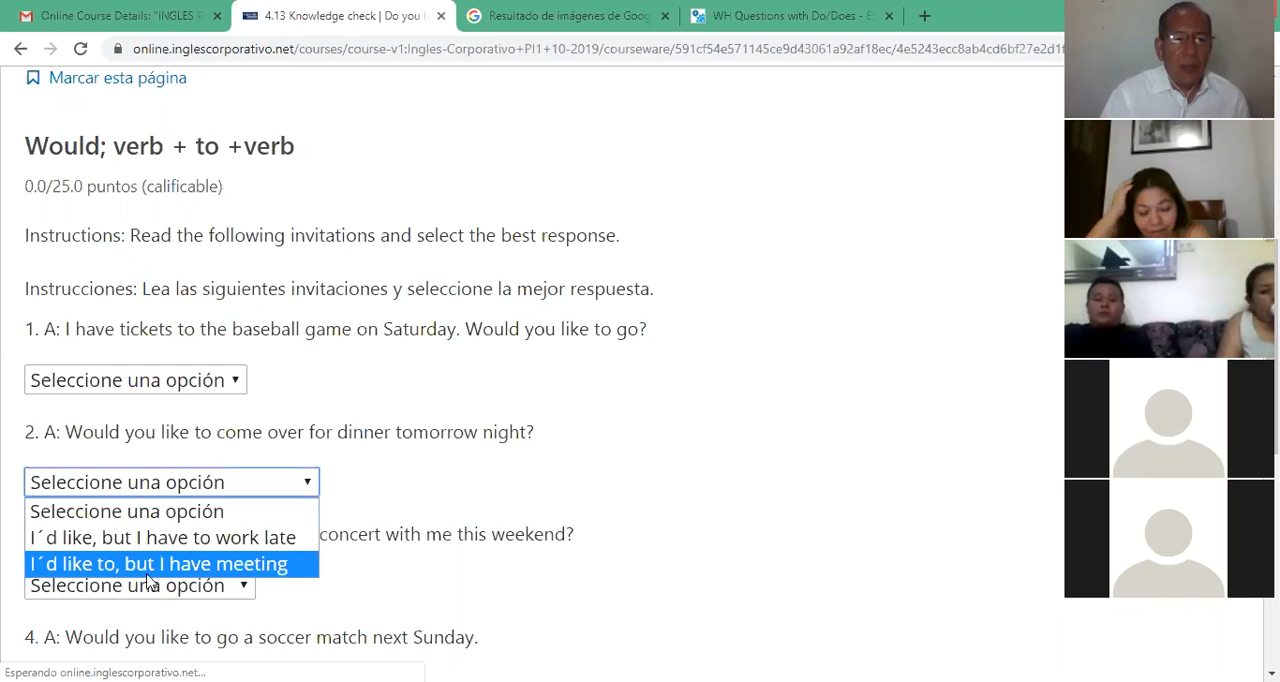 Online Course Details: "INGLES P
4.13 Knowledge check | Do you l
Resultado de imágenes de Goog
WH Questions with Do/Does - ES
online.inglescorporativo.net/courses/course-v1:Ingles-Corporativo+PI1+10-2019/courseware/591cf54e571145ce9d43061a92af18ec/4e5243ecc8ab4cd6bf27e2d1f
Marcar esta página
Would; verb + to +verb
0.0/25.0 puntos (calificable)
Instructions: Read the following invitations and select the best response.
Instrucciones: Lea las siguientes invitaciones y seleccione la mejor respuesta.
1. A: I have tickets to the baseball game on Saturday. Would you like to go?
Seleccione una opción
2. A: Would you like to come over for dinner tomorrow night?
Seleccione una opción
Seleccione una opción
I´d like, but I have to work late
concert with me this weekend?
I´d like to, but I have meeting
Seleccione una opción
4. A: Would you like to go a soccer match next Sunday.
Esperando online.inglescorporativo.net...